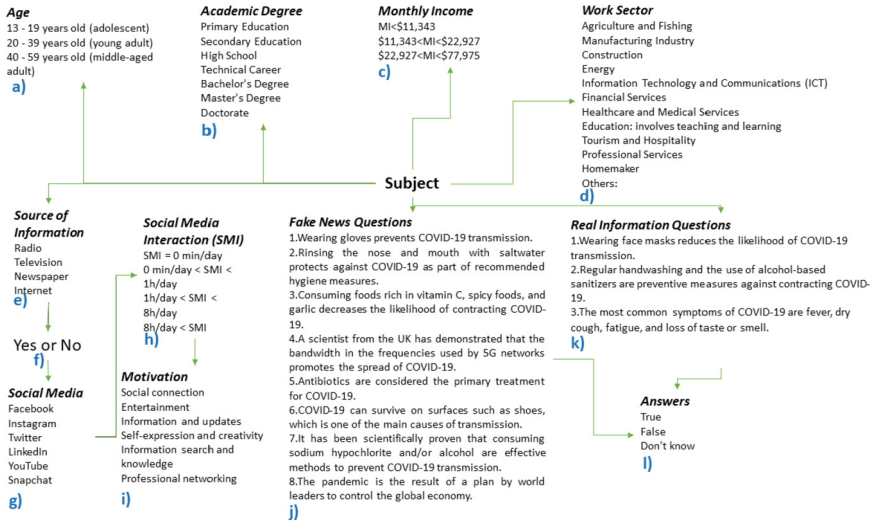 Age
13 - 19 years old (adolescent)
20 - 39 years old (young adult)
40 - 59 years old (middle-aged
adult)
a)
Academic Degree
Primary Education
Secondary Education
High School
Technical Career
Bachelor's Degree
Master's Degree
Doctorate
b)
Monthly Income
MI<$11,343
$11,343<MI<$22,927
$22,927<MI<$77,975
c)
Work Sector
Agriculture and Fishing
Manufacturing Industry
Construction
Energy
Information Technology and Communications (ICT)
Financial Services
Healthcare and Medical Services
Education: involves teaching and learning
Tourism and Hospitality
Professional Services
Homemaker
Others:
d)
Subject
Source of
Information
Radio
Television
Newspaper
Internet
e)
Yes or No
f)
Social Media
Facebook
Instagram
Twitter
LinkedIn
YouTube
Snapchat
g)
Social Media
Interaction (SMI)
SMI = 0 min/day
0 min/day < SMI <
1h/day
1h/day < SMI <
8h/day
8h/day < SMI
h)
Motivation
Social connection
Entertainment
Information and updates
Self-expression and creativity
Information search and
knowledge
Professional networking
i)
Fake News Questions
1.Wearing gloves prevents COVID-19 transmission.
2.Rinsing the nose and mouth with saltwater
protects against COVID-19 as part of recommended
hygiene measures.
3.Consuming foods rich in vitamin C, spicy foods, and
garlic decreases the likelihood of contracting COVID-
19.
4.A scientist from the UK has demonstrated that the
bandwidth in the frequencies used by 5G networks
promotes the spread of COVID-19.
5.Antibiotics are considered the primary treatment
for COVID-19.
6.COVID-19 can survive on surfaces such as shoes,
which is one of the main causes of transmission.
7.It has been scientifically proven that consuming
sodium hypochlorite and/or alcohol are effective
methods to prevent COVID-19 transmission.
8.The pandemic is the result of a plan by world
leaders to control the global economy.
j)
Real Information Questions
1.Wearing face masks reduces the likelihood of COVID-19
transmission.
2.Regular handwashing and the use of alcohol-based
sanitizers are preventive measures against contracting COVID-
19.
3.The most common symptoms of COVID-19 are fever, dry
cough, fatigue, and loss of taste or smell.
k)
Answers
True
False
Don't know
l)